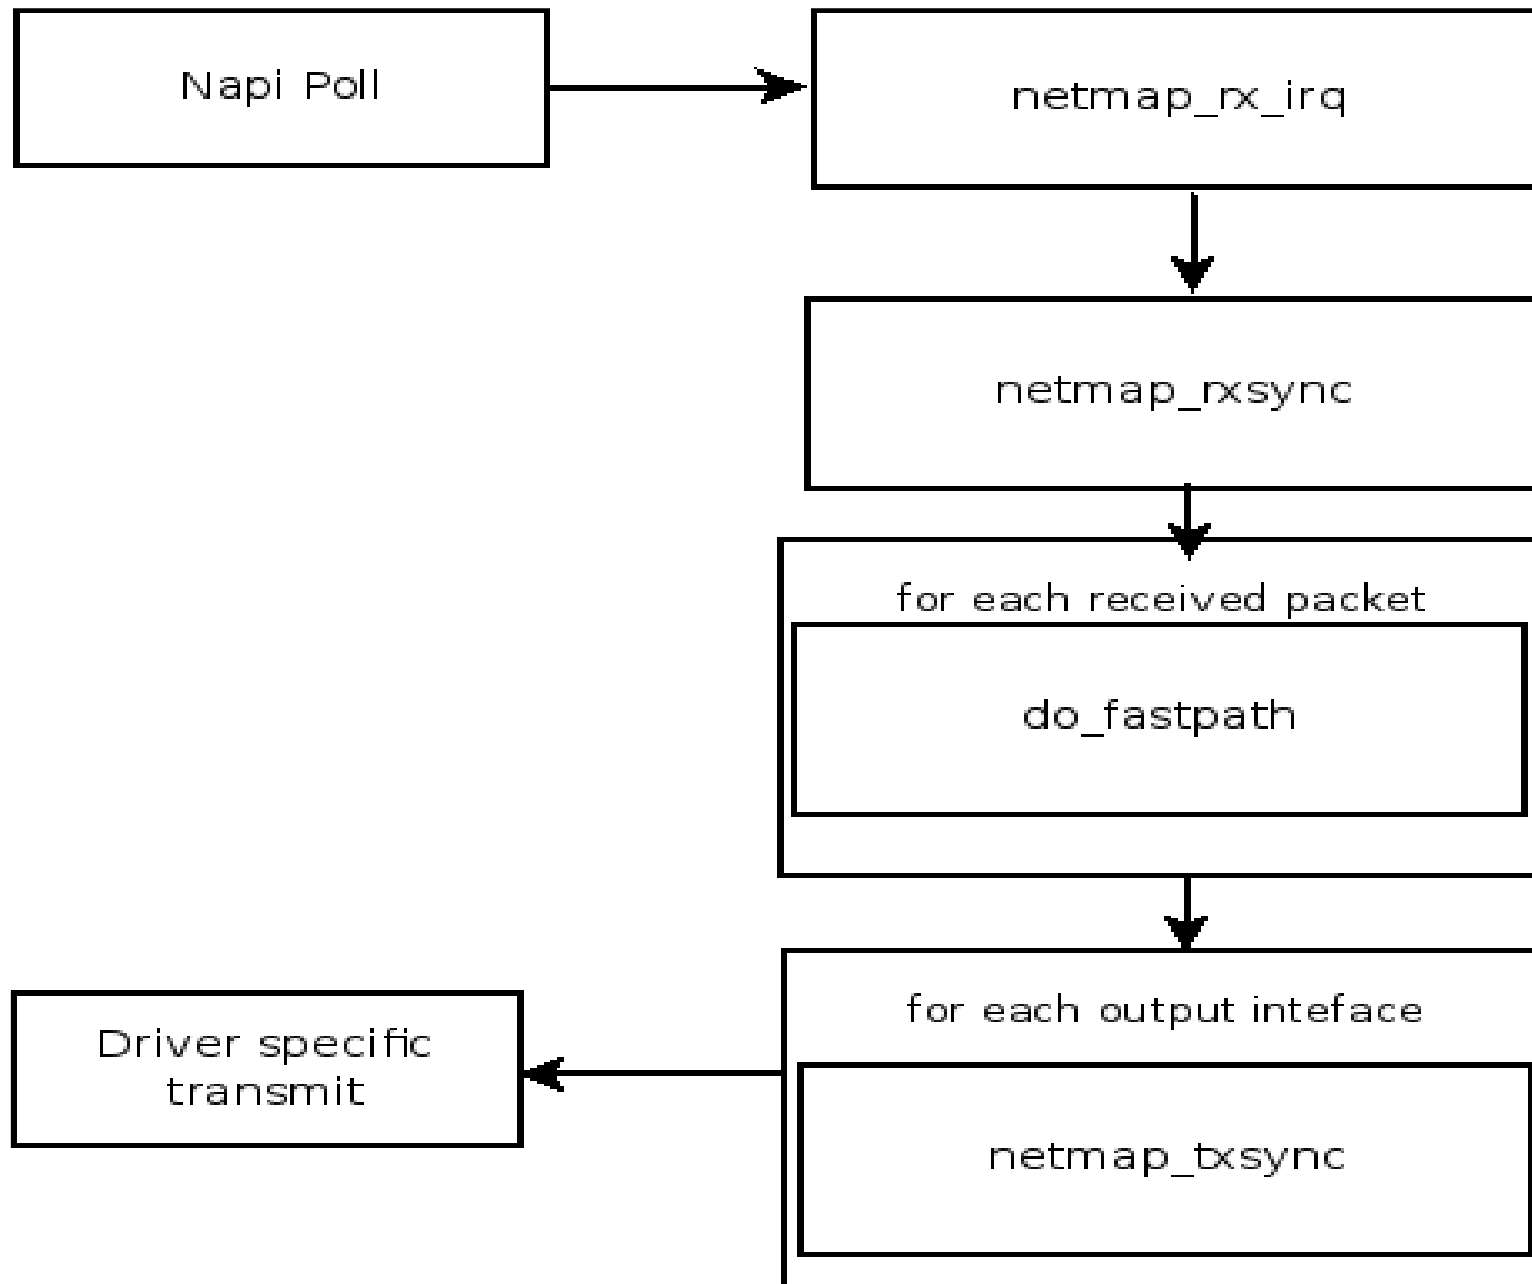 Napi Poll
netmap_rx_irq
netmap_rxsync
for each received packet
do_fastpath
for each output inteface
Driver specific
transmit
netmap_txsync